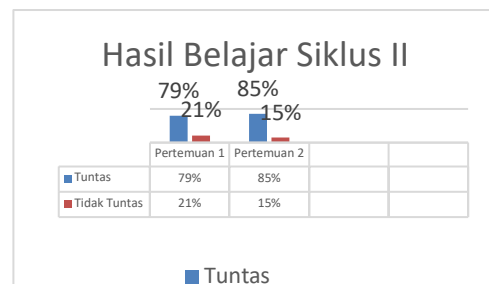 Hasil Belajar Siklus II
79% 85%
21% 15%
Pertemuan 1 Pertemuan 2
Tuntas 79% 85%
Tidak Tuntas 21% 15%
Tuntas